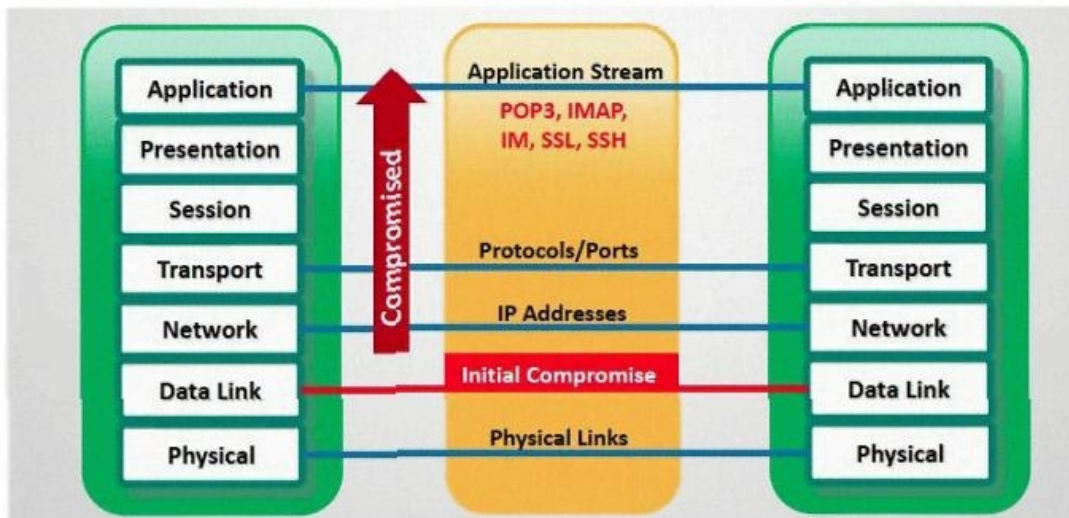 Application
Presentation
Session
Transport
Network
Data Link
Physical
Compromised
Application Stream
POP3, IMAP,
IM, SSL, SSH
Protocols/Ports
IP Addresses
Initial Compromise
Physical Links
Application
Presentation
Session
Transport
Network
Data Link
Physical